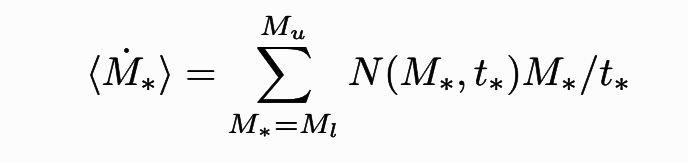 ⟨Ṁ∗⟩ = ∑_{M∗=M_l}^{M_u} N(M∗, t∗)M∗/t∗